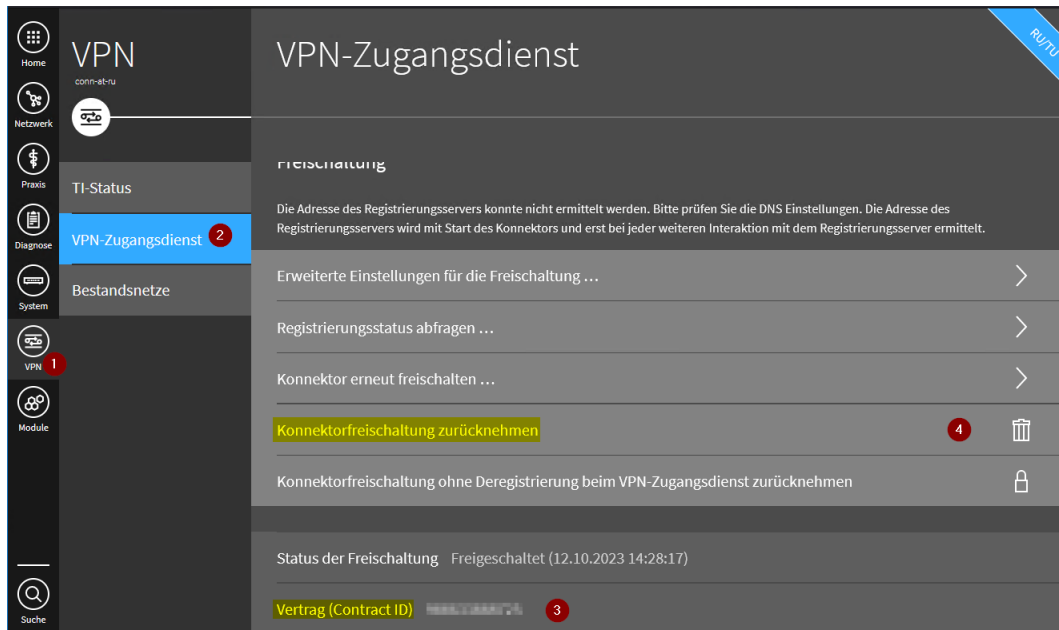 Home
Netzwerk
Praxis
Diagnose
System
VPN 1
Module
Suche
VPN
conn-at-ru
TI-Status
VPN-Zugangsdienst 2
Bestandsnetze
VPN-Zugangsdienst
RU/TU
Freischaltung
Die Adresse des Registrierungsservers konnte nicht ermittelt werden. Bitte prüfen Sie die DNS Einstellungen. Die Adresse des
Registrierungsservers wird mit Start des Konnektors und erst bei jeder weiteren Interaktion mit dem Registrierungsserver ermittelt.
Erweiterte Einstellungen für die Freischaltung ...
Registrierungsstatus abfragen ...
Konnektor erneut freischalten ...
Konnektorfreischaltung zurücknehmen 4
Konnektorfreischaltung ohne Deregistrierung beim VPN-Zugangsdienst zurücknehmen
Status der Freischaltung Freigeschaltet (12.10.2023 14:28:17)
Vertrag (Contract ID) 3